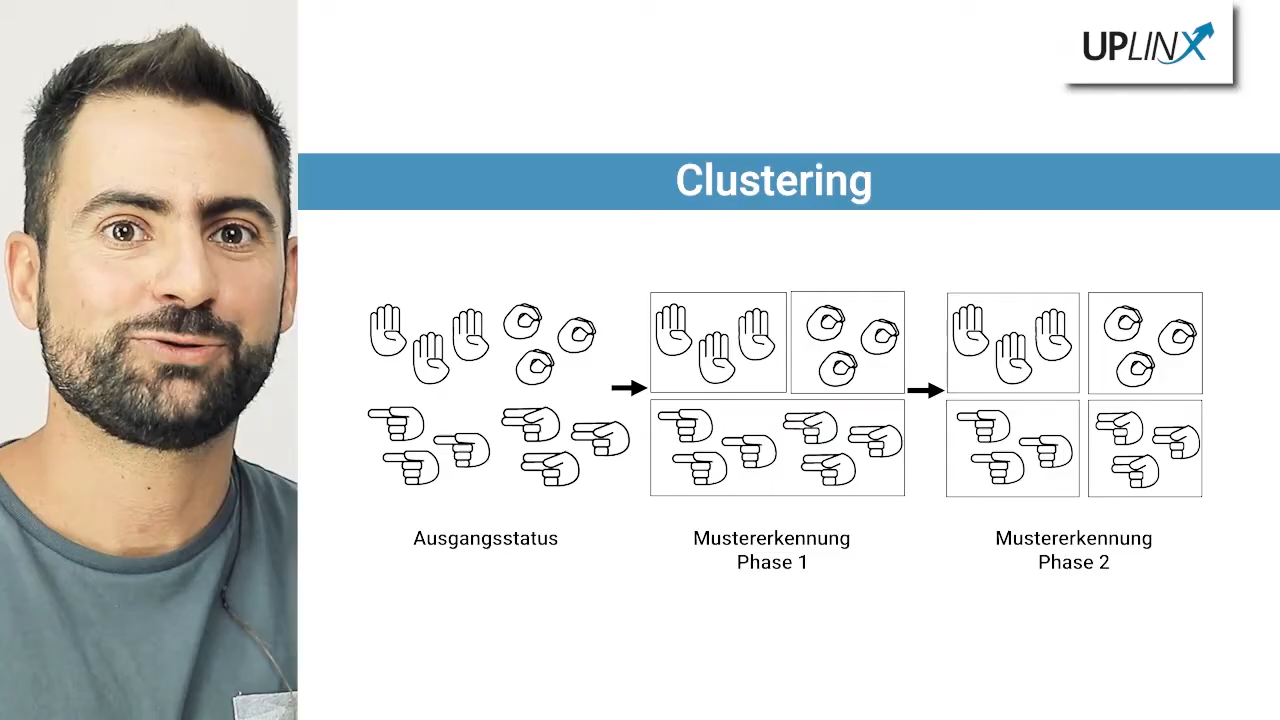 UPLINX
Clustering
Ausgangsstatus
Mustererkennung
Phase 1
Mustererkennung
Phase 2